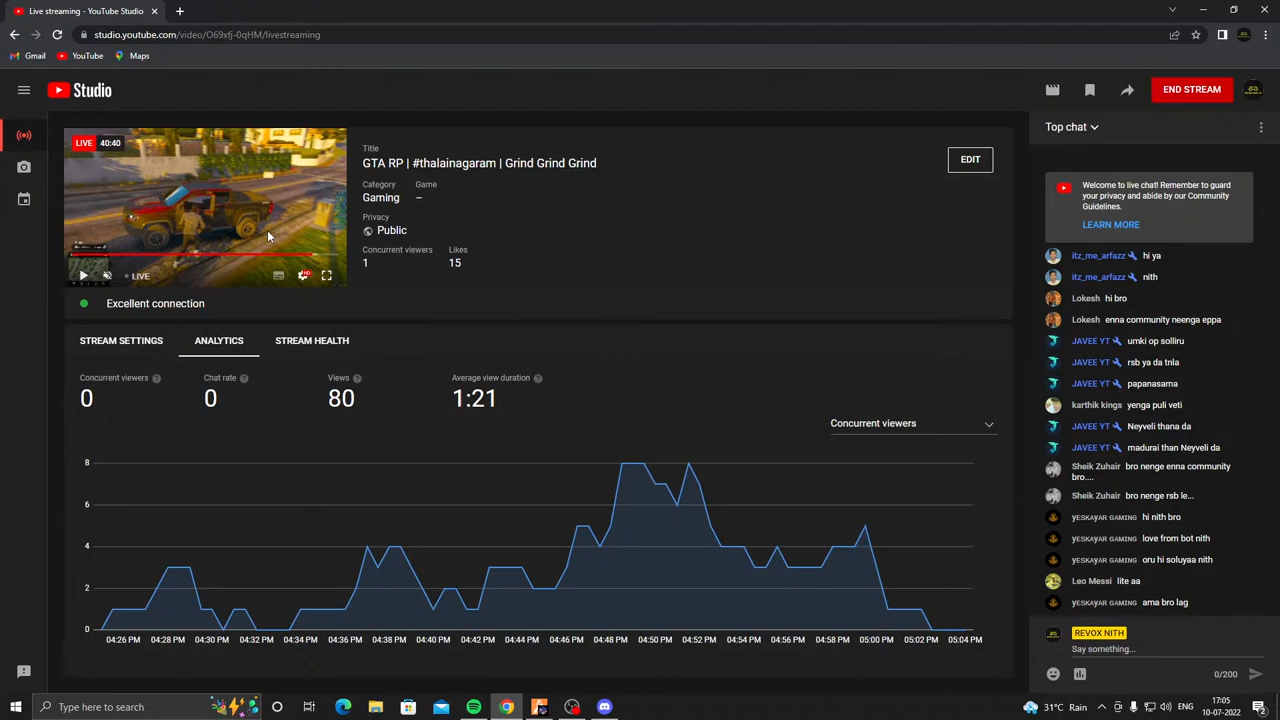 Live streaming - YouTube Studio
studio.youtube.com/video/O69xfj-0qHM/livestreaming
Gmail
YouTube
Maps
Studio
END STREAM
LIVE 40:40
LIVE
HD
Title
GTA RP | #thalainagaram | Grind Grind Grind
EDIT
Category Game
Gaming –
Privacy
Public
Concurrent viewers Likes
1 15
Excellent connection
STREAM SETTINGS ANALYTICS STREAM HEALTH
Concurrent viewers Chat rate Views Average view duration
0 0 80 1:21
Concurrent viewers
8
6
4
2
0
04:26 PM 04:28 PM 04:30 PM 04:32 PM 04:34 PM 04:36 PM 04:38 PM 04:40 PM 04:42 PM 04:44 PM 04:46 PM 04:48 PM 04:50 PM 04:52 PM 04:54 PM 04:56 PM 04:58 PM 05:00 PM 05:02 PM 05:04 PM
Top chat
Welcome to live chat! Remember to guard
your privacy and abide by our Community
Guidelines.
LEARN MORE
itz_me_arfazz hi ya
itz_me_arfazz nith
Lokesh hi bro
Lokesh enna community neenga eppa
JAVEE YT umki op solliru
JAVEE YT rsb ya da tnla
JAVEE YT papanasama
karthik kings yenga puli veti
JAVEE YT Neyveli thana da
JAVEE YT madurai than Neyveli da
Sheik Zuhair bro nenge enna community
bro....
Sheik Zuhair bro nenge rsb le...
yESKAYAR GAMING hi nith bro
yESKAYAR GAMING love from bot nith
yESKAYAR GAMING oru hi soluyaa nith
Leo Messi lite aa
yESKAYAR GAMING ama bro lag
REVOX NITH
Say something...
0/200
Type here to search
31°C Rain
ENG
17:05
10-07-2022
2